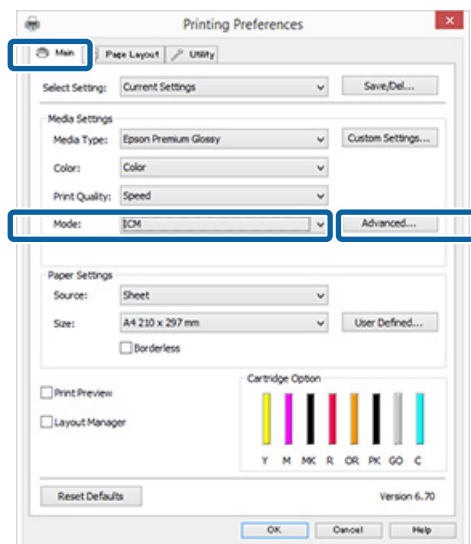 Printing Preferences
Main Page Layout Utility
Select Setting: Current Settings Save/Del...
Media Settings
Media Type: Epson Premium Glossy Custom Settings...
Color: Color
Print Quality: Speed
Mode: ICM Advanced...
Paper Settings
Source: Sheet
Size: A4 210 x 297 mm User Defined...
Borderless
Print Preview
Layout Manager
Cartridge Option
Y M MK R OR PK GO C
Reset Defaults Version 6.70
OK Cancel Help